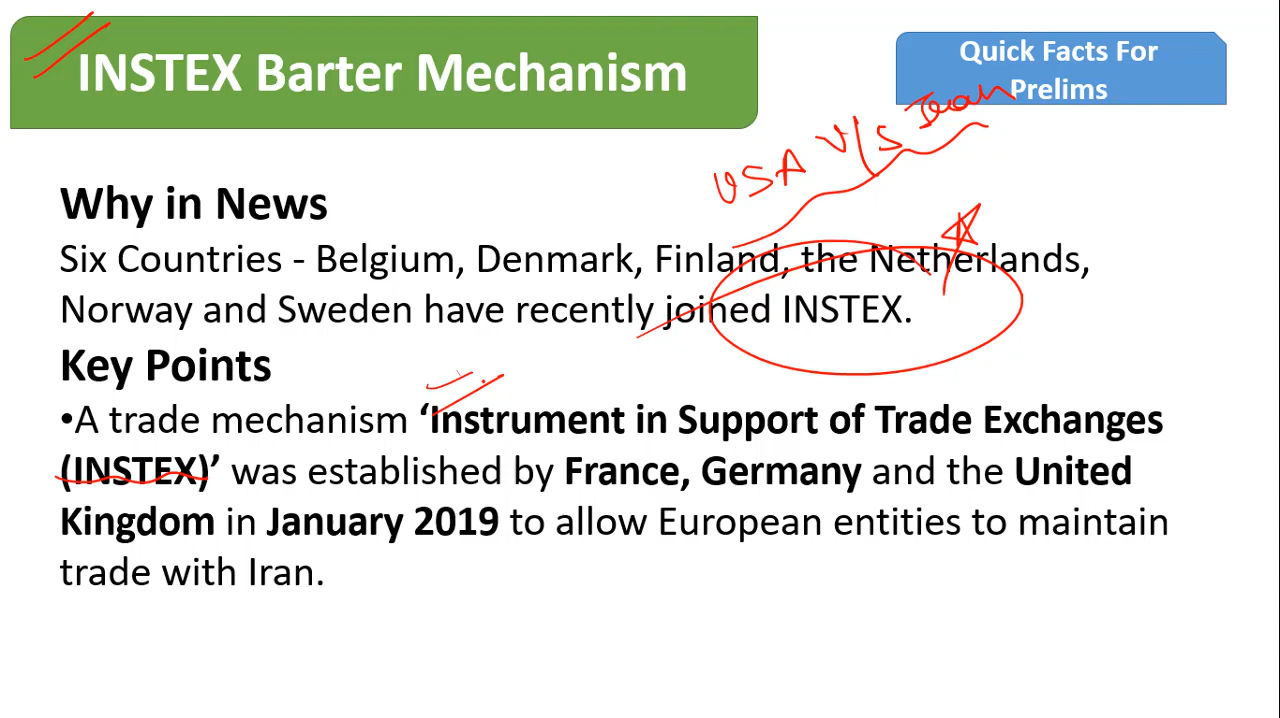 INSTEX Barter Mechanism
Quick Facts For
Prelims
USA V/S Iran
Why in News
Six Countries - Belgium, Denmark, Finland, the Netherlands,
Norway and Sweden have recently joined INSTEX.
Key Points
•A trade mechanism ‘Instrument in Support of Trade Exchanges
(INSTEX)’ was established by France, Germany and the United
Kingdom in January 2019 to allow European entities to maintain
trade with Iran.